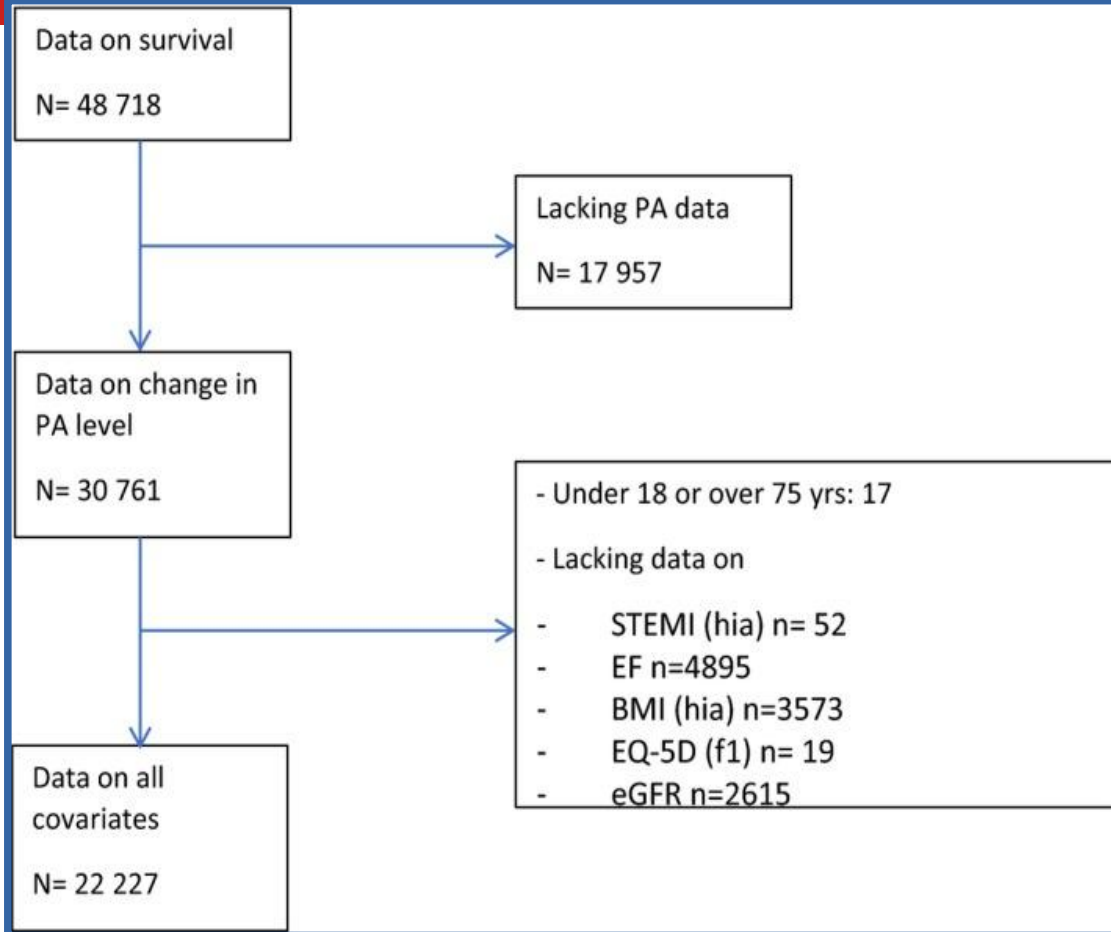 Data on survival
N= 48 718
Lacking PA data
N= 17 957
Data on change in
PA level
N= 30 761
- Under 18 or over 75 yrs: 17
- Lacking data on
- STEMI (hia) n= 52
- EF n=4895
- BMI (hia) n=3573
- EQ-5D (f1) n= 19
- eGFR n=2615
Data on all
covariates
N= 22 227